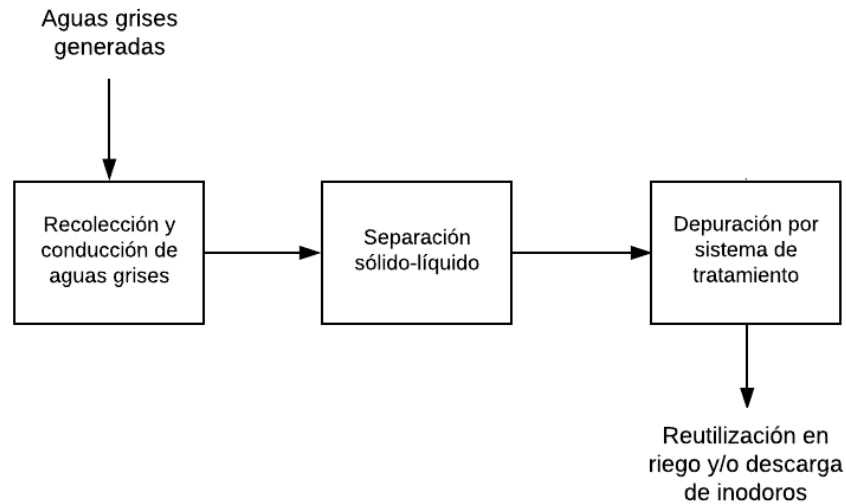 Aguas grises
generadas
Recolección y
conducción de
aguas grises
Separación
sólido-líquido
Depuración por
sistema de
tratamiento
Reutilización en
riego y/o descarga
de inodoros